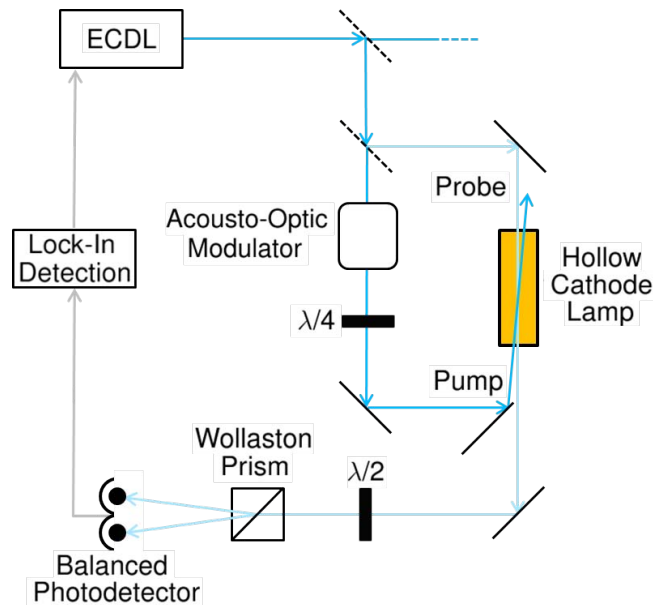 ECDL
Probe
Acousto-Optic
Modulator
Lock-In
Detection
Hollow
Cathode
Lamp
λ/4
Pump
Wollaston
Prism
λ/2
Balanced
Photodetector